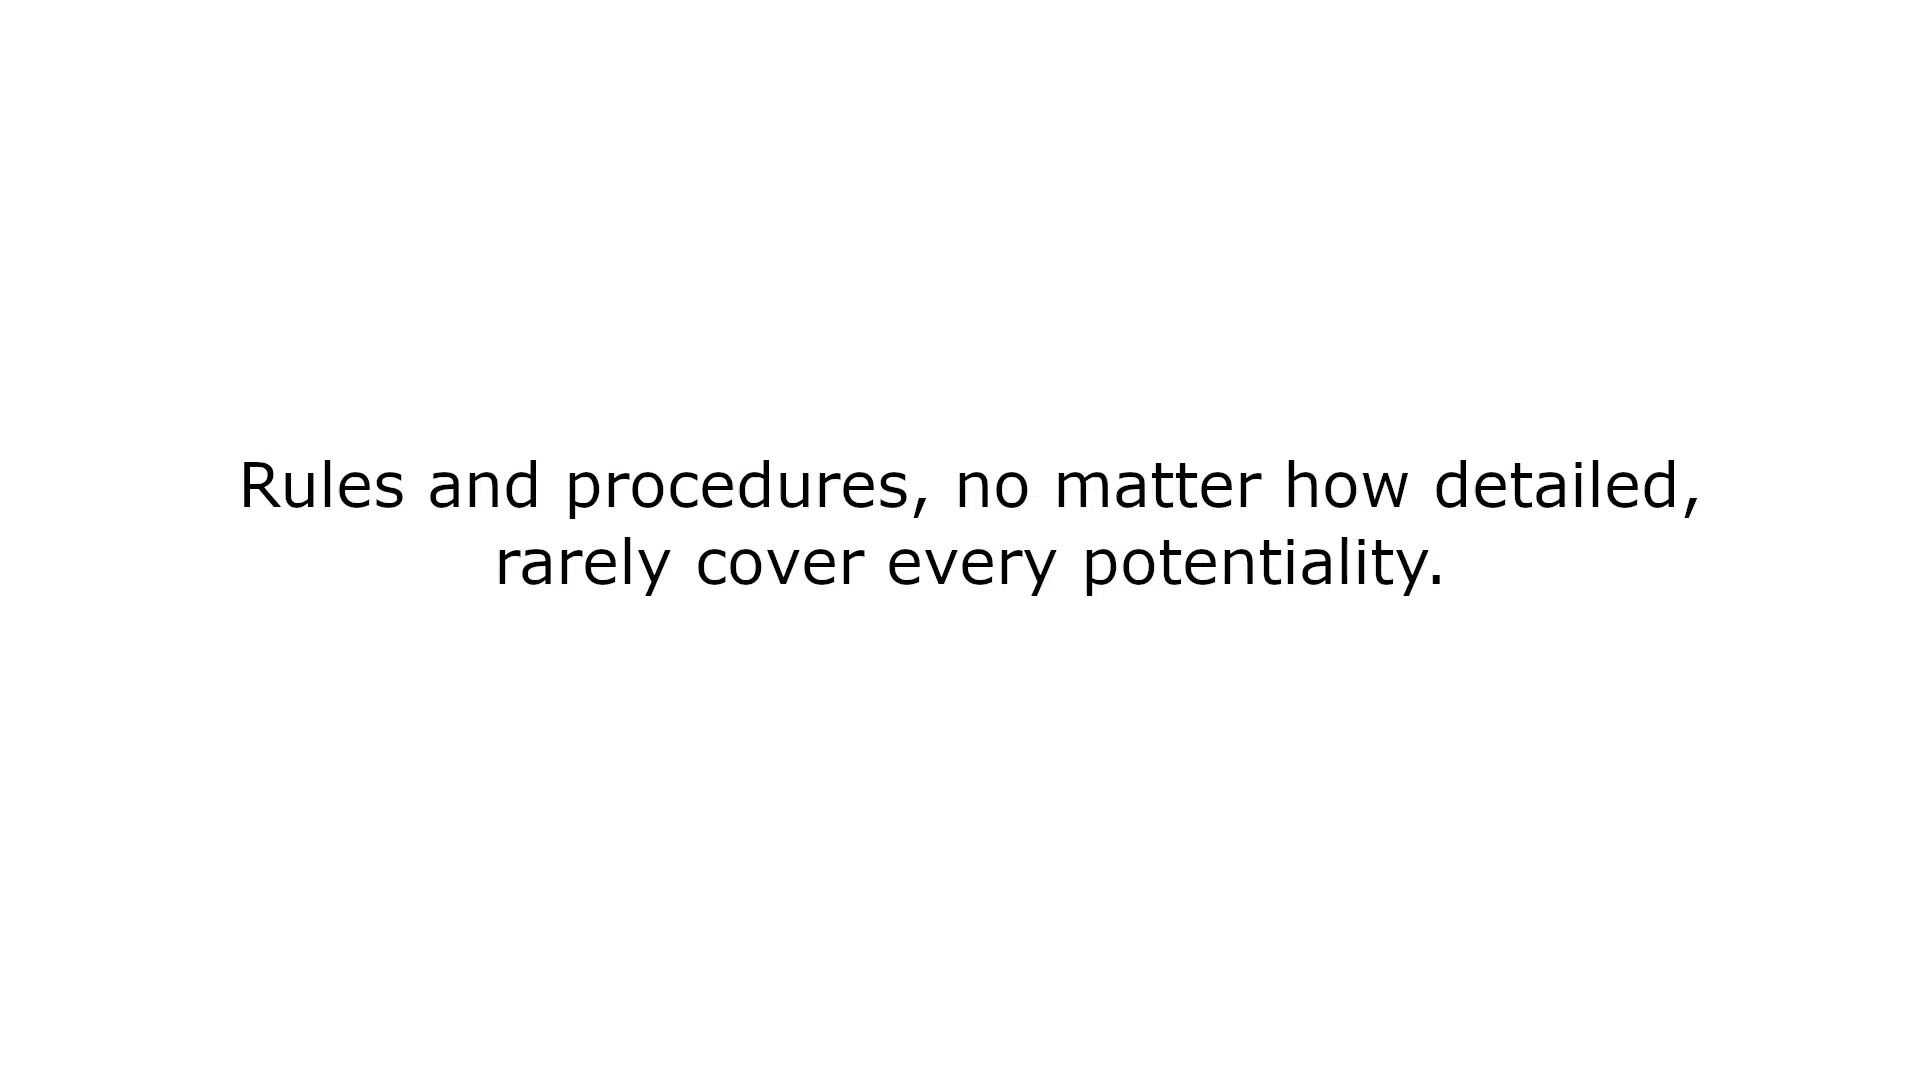 Rules and procedures, no matter how detailed,
rarely cover every potentiality.